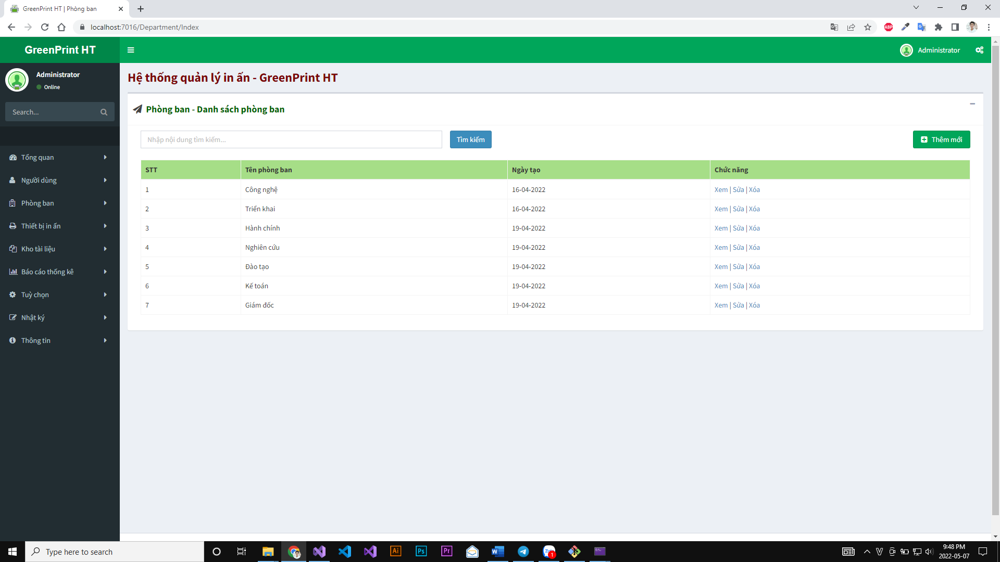 GreenPrint HT | Phòng ban
localhost:7016/Department/Index
ABP
GreenPrint HT
Administrator
Administrator
Online
Search...
Tổng quan
Người dùng
Phòng ban
Thiết bị in ấn
Kho tài liệu
Báo cáo thống kê
Tuỳ chọn
Nhật ký
Thông tin
Hệ thống quản lý in ấn - GreenPrint HT
Phòng ban - Danh sách phòng ban
Nhập nội dung tìm kiếm...
Tìm kiếm
Thêm mới
STT Tên phòng ban Ngày tạo Chức năng
1 Công nghệ 16-04-2022 Xem | Sửa | Xóa
2 Triển khai 16-04-2022 Xem | Sửa | Xóa
3 Hành chính 19-04-2022 Xem | Sửa | Xóa
4 Nghiên cứu 19-04-2022 Xem | Sửa | Xóa
5 Đào tạo 19-04-2022 Xem | Sửa | Xóa
6 Kế toán 19-04-2022 Xem | Sửa | Xóa
7 Giám đốc 19-04-2022 Xem | Sửa | Xóa
Type here to search
Ai
Ps
Pr
W
1
V
9:48 PM
2022-05-07